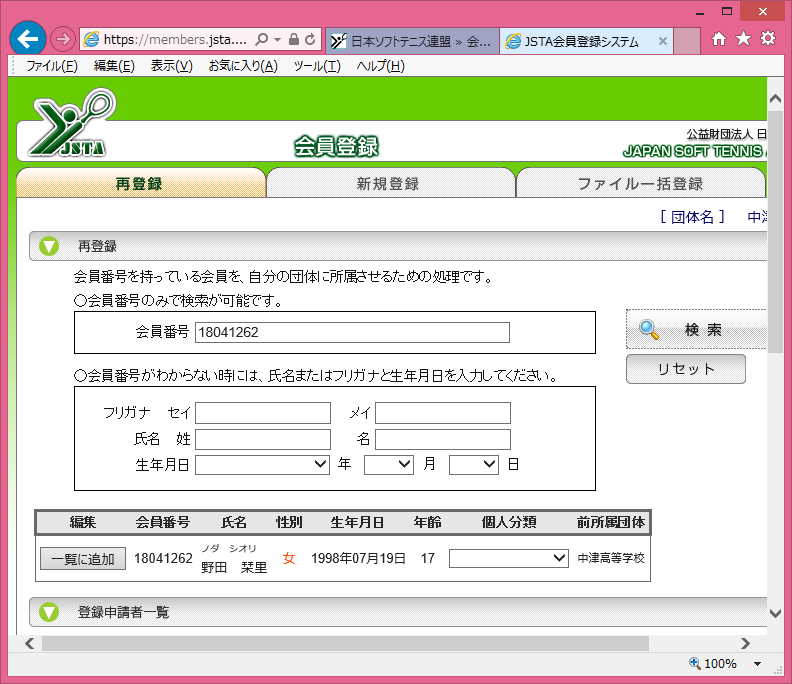 https://members.jsta....
日本ソフトテニス連盟 » 会...
JSTA会員登録システム
ファイル(F) 編集(E) 表示(V) お気に入り(A) ツール(T) ヘルプ(H)
JSTA
会員登録
公益財団法人 日
JAPAN SOFT TENNIS
再登録
新規登録
ファイル一括登録
[ 団体名 ] 中津
再登録
会員番号を持っている会員を、自分の団体に所属させるための処理です。
○会員番号のみで検索が可能です。
会員番号 18041262
検 索
リセット
○会員番号がわからない時には、氏名またはフリガナと生年月日を入力してください。
フリガナ セイ メイ
氏名 姓 名
生年月日 年 月 日
編集 会員番号 氏名 性別 生年月日 年齢 個人分類 前所属団体
ノダ シオリ
一覧に追加 18041262 野田 栞里 女 1998年07月19日 17 中津高等学校
登録申請者一覧
100%